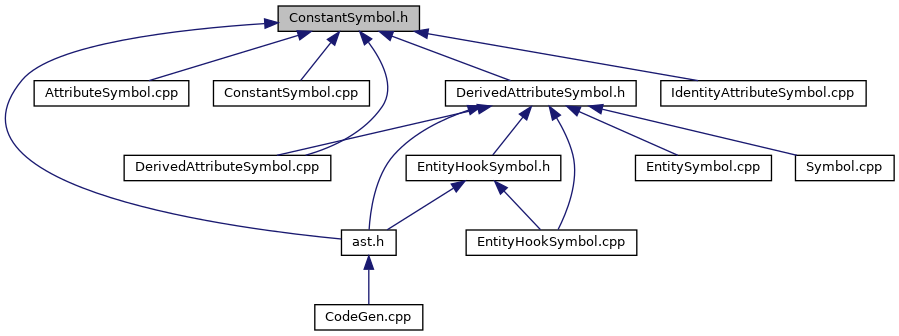 ConstantSymbol.h
AttributeSymbol.cpp
ConstantSymbol.cpp
DerivedAttributeSymbol.h
IdentityAttributeSymbol.cpp
DerivedAttributeSymbol.cpp
EntityHookSymbol.h
EntitySymbol.cpp
Symbol.cpp
ast.h
EntityHookSymbol.cpp
CodeGen.cpp